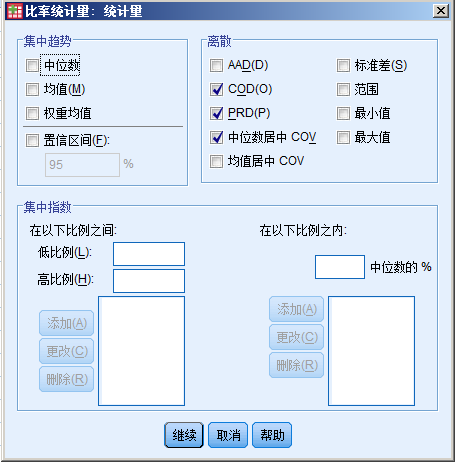 比率统计量: 统计量
集中趋势
中位数
均值(M)
权重均值
置信区间(F):
95 %
离散
AAD(D)
COD(O)
PRD(P)
中位数居中 COV
均值居中 COV
标准差(S)
范围
最小值
最大值
集中指数
在以下比例之间:
低比例(L):
高比例(H):
添加(A)
更改(C)
删除(R)
在以下比例之内:
中位数的 %
添加(A)
更改(C)
删除(R)
继续 取消 帮助